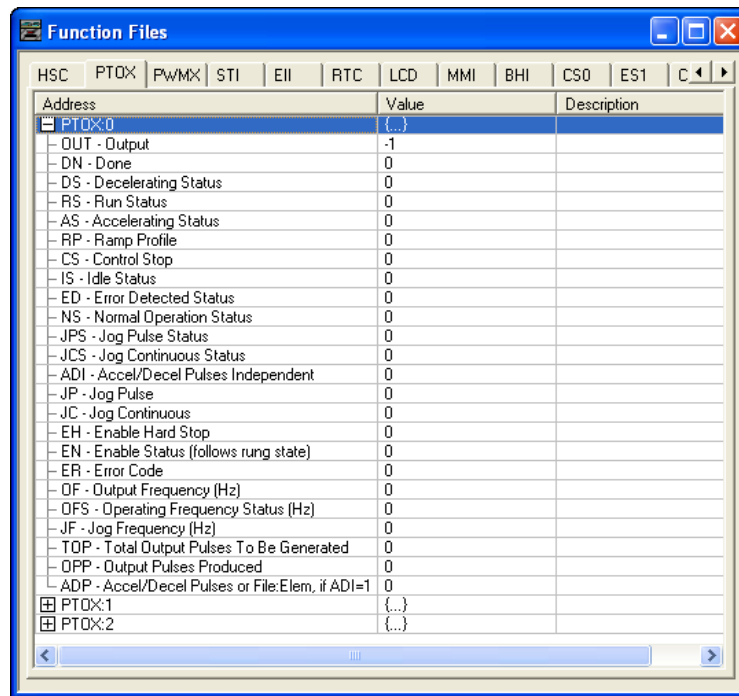 Function Files
HSC PTOX PWMX STI EII RTC LCD MMI BHI CS0 ES1 C
Address Value Description
PTOX:0 {...}
OUT - Output -1
DN - Done 0
DS - Decelerating Status 0
RS - Run Status 0
AS - Accelerating Status 0
RP - Ramp Profile 0
CS - Control Stop 0
IS - Idle Status 0
ED - Error Detected Status 0
NS - Normal Operation Status 0
JPS - Jog Pulse Status 0
JCS - Jog Continuous Status 0
ADI - Accel/Decel Pulses Independent 0
JP - Jog Pulse 0
JC - Jog Continuous 0
EH - Enable Hard Stop 0
EN - Enable Status (follows rung state) 0
ER - Error Code 0
OF - Output Frequency (Hz) 0
OFS - Operating Frequency Status (Hz) 0
JF - Jog Frequency (Hz) 0
TOP - Total Output Pulses To Be Generated 0
OPP - Output Pulses Produced 0
ADP - Accel/Decel Pulses or File:Elem, if ADI=1 0
PTOX:1 {...}
PTOX:2 {...}